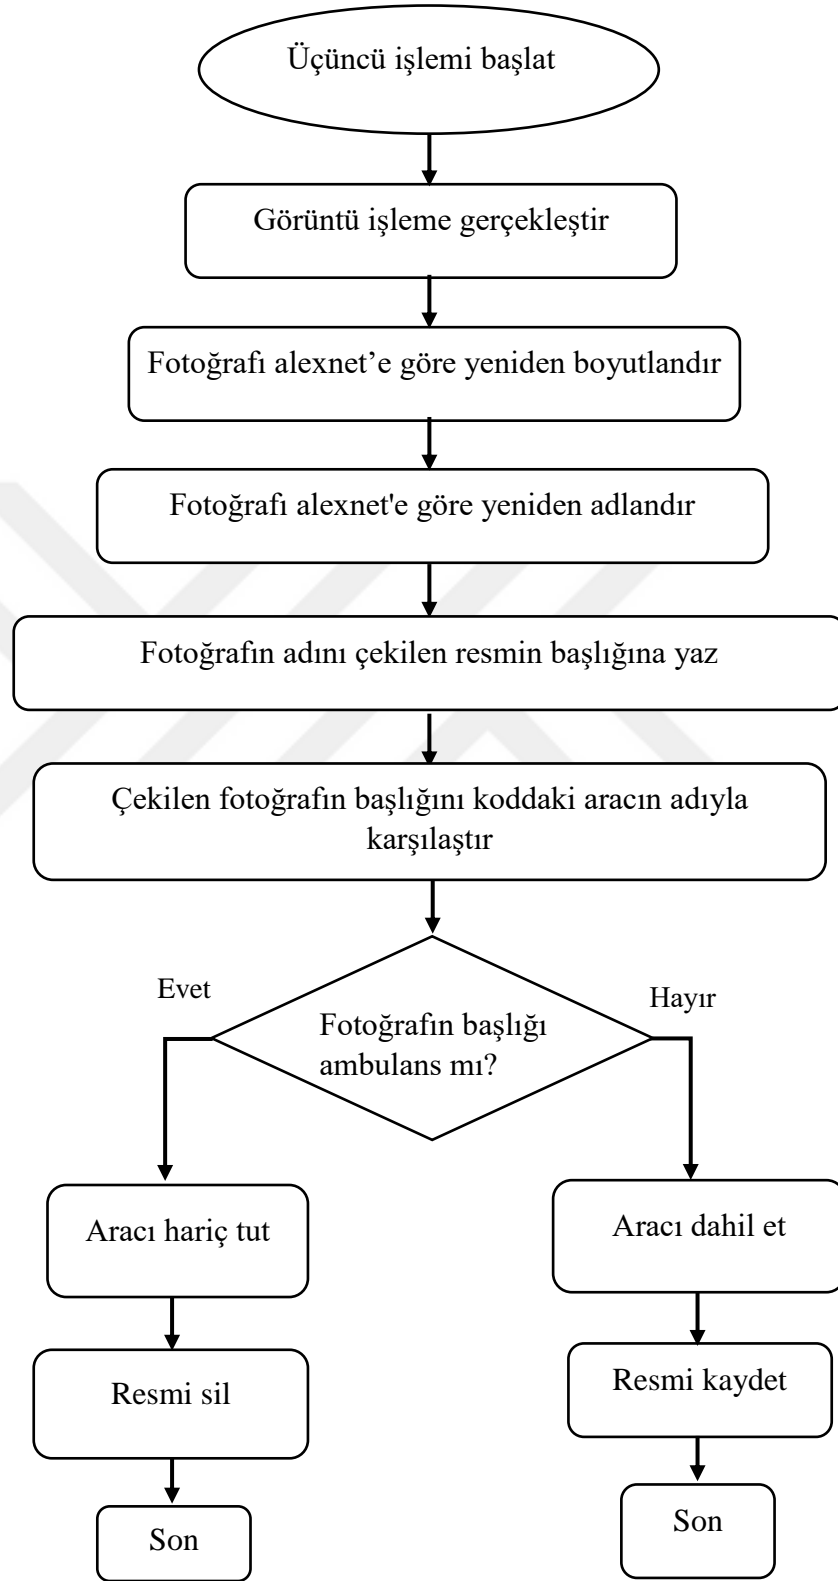 Üçüncü işlemi başlat
Görüntü işleme gerçekleştir
Fotoğrafı alexnet’e göre yeniden boyutlandır
Fotoğrafı alexnet'e göre yeniden adlandır
Fotoğrafın adını çekilen resmin başlığına yaz
Çekilen fotoğrafın başlığını koddaki aracın adıyla
karşılaştır
Evet
Hayır
Fotoğrafın başlığı
ambulans mı?
Aracı hariç tut
Aracı dahil et
Resmi sil
Resmi kaydet
Son
Son